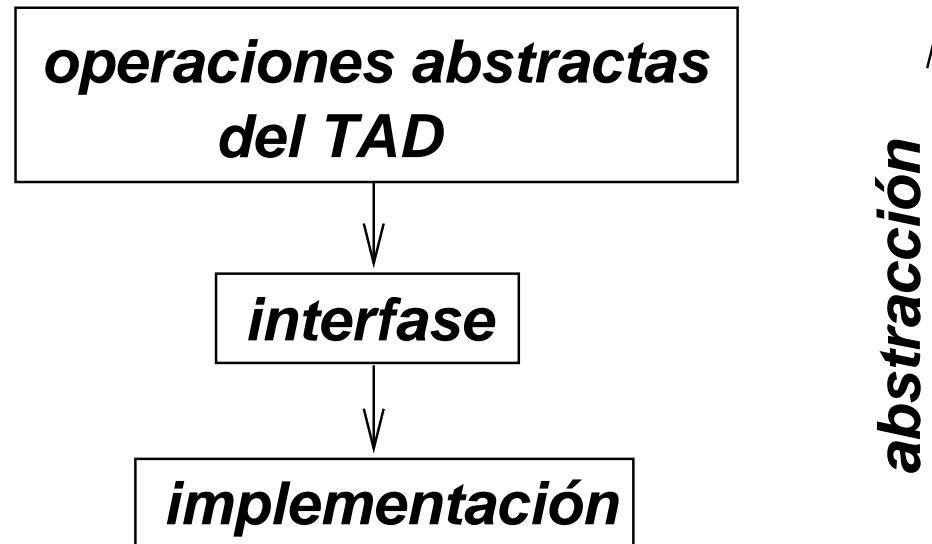 operaciones abstractas
del TAD
interfase
implementación
abstracción